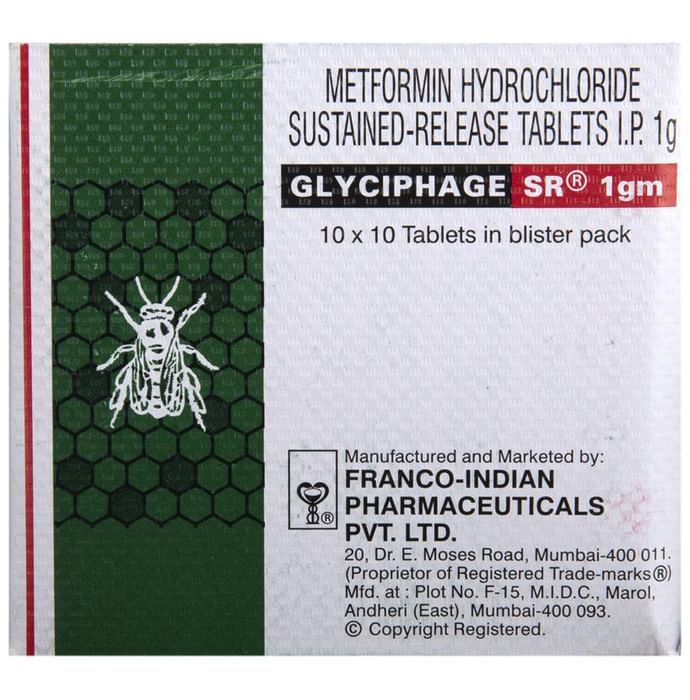 METFORMIN HYDROCHLORIDE
SUSTAINED-RELEASE TABLETS I.P. 1g
GLYCIPHAGE SR® 1gm
10 x 10 Tablets in blister pack
Manufactured and Marketed by:
FRANCO-INDIAN
PHARMACEUTICALS
PVT. LTD.
20, Dr. E. Moses Road, Mumbai-400 011.
(Proprietor of Registered Trade-marks®)
Mfd. at : Plot No. F-15, M.I.D.C., Marol,
Andheri (East), Mumbai-400 093.
© Copyright Registered.
®